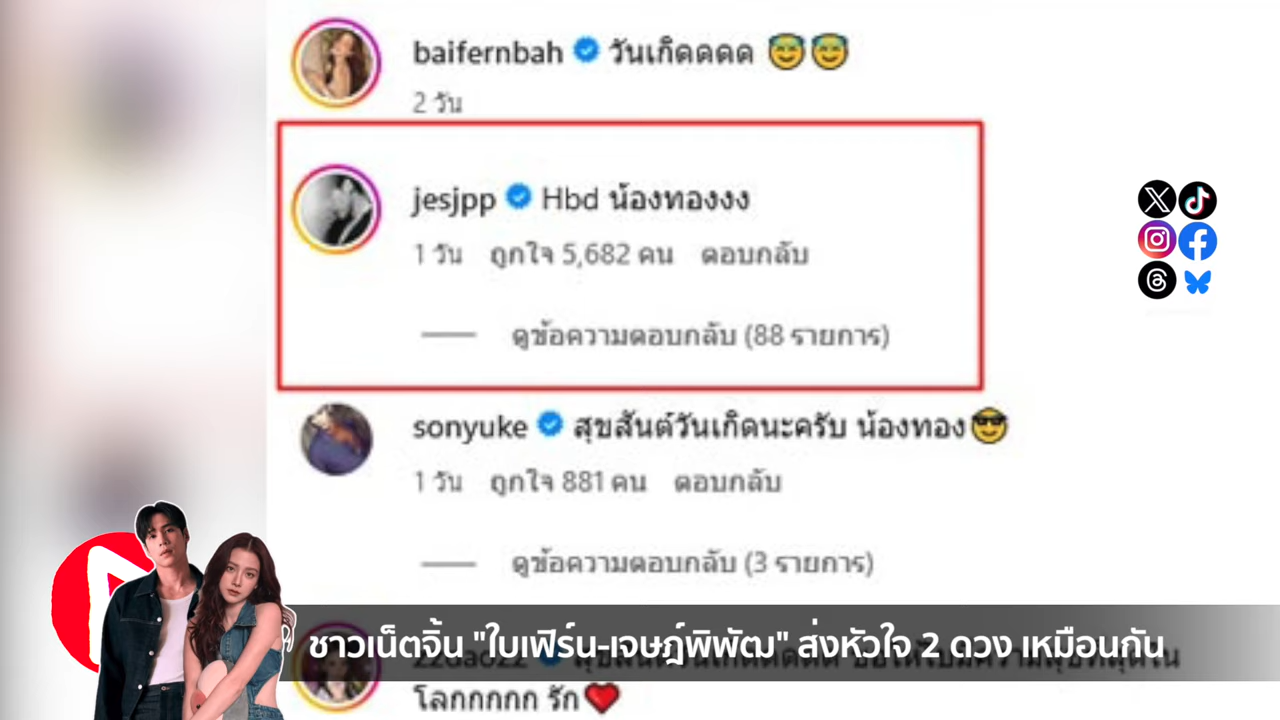 baifernbah วันเกิดดดด 😇😇
2 วัน
jesjpp Hbd น้องทองงง
1 วัน ถูกใจ 5,682 คน ตอบกลับ
ดูข้อความตอบกลับ (88 รายการ)
sonyuke สุขสันต์วันเกิดนะครับ น้องทอง😎
1 วัน ถูกใจ 881 คน ตอบกลับ
ดูข้อความตอบกลับ (3 รายการ)
ชาวเน็ตจิ้น "ใบเฟิร์น-เจษฎ์พิพัฒ" ส่งหัวใจ 2 ดวง เหมือนกัน
โลกกกกก รัก❤️